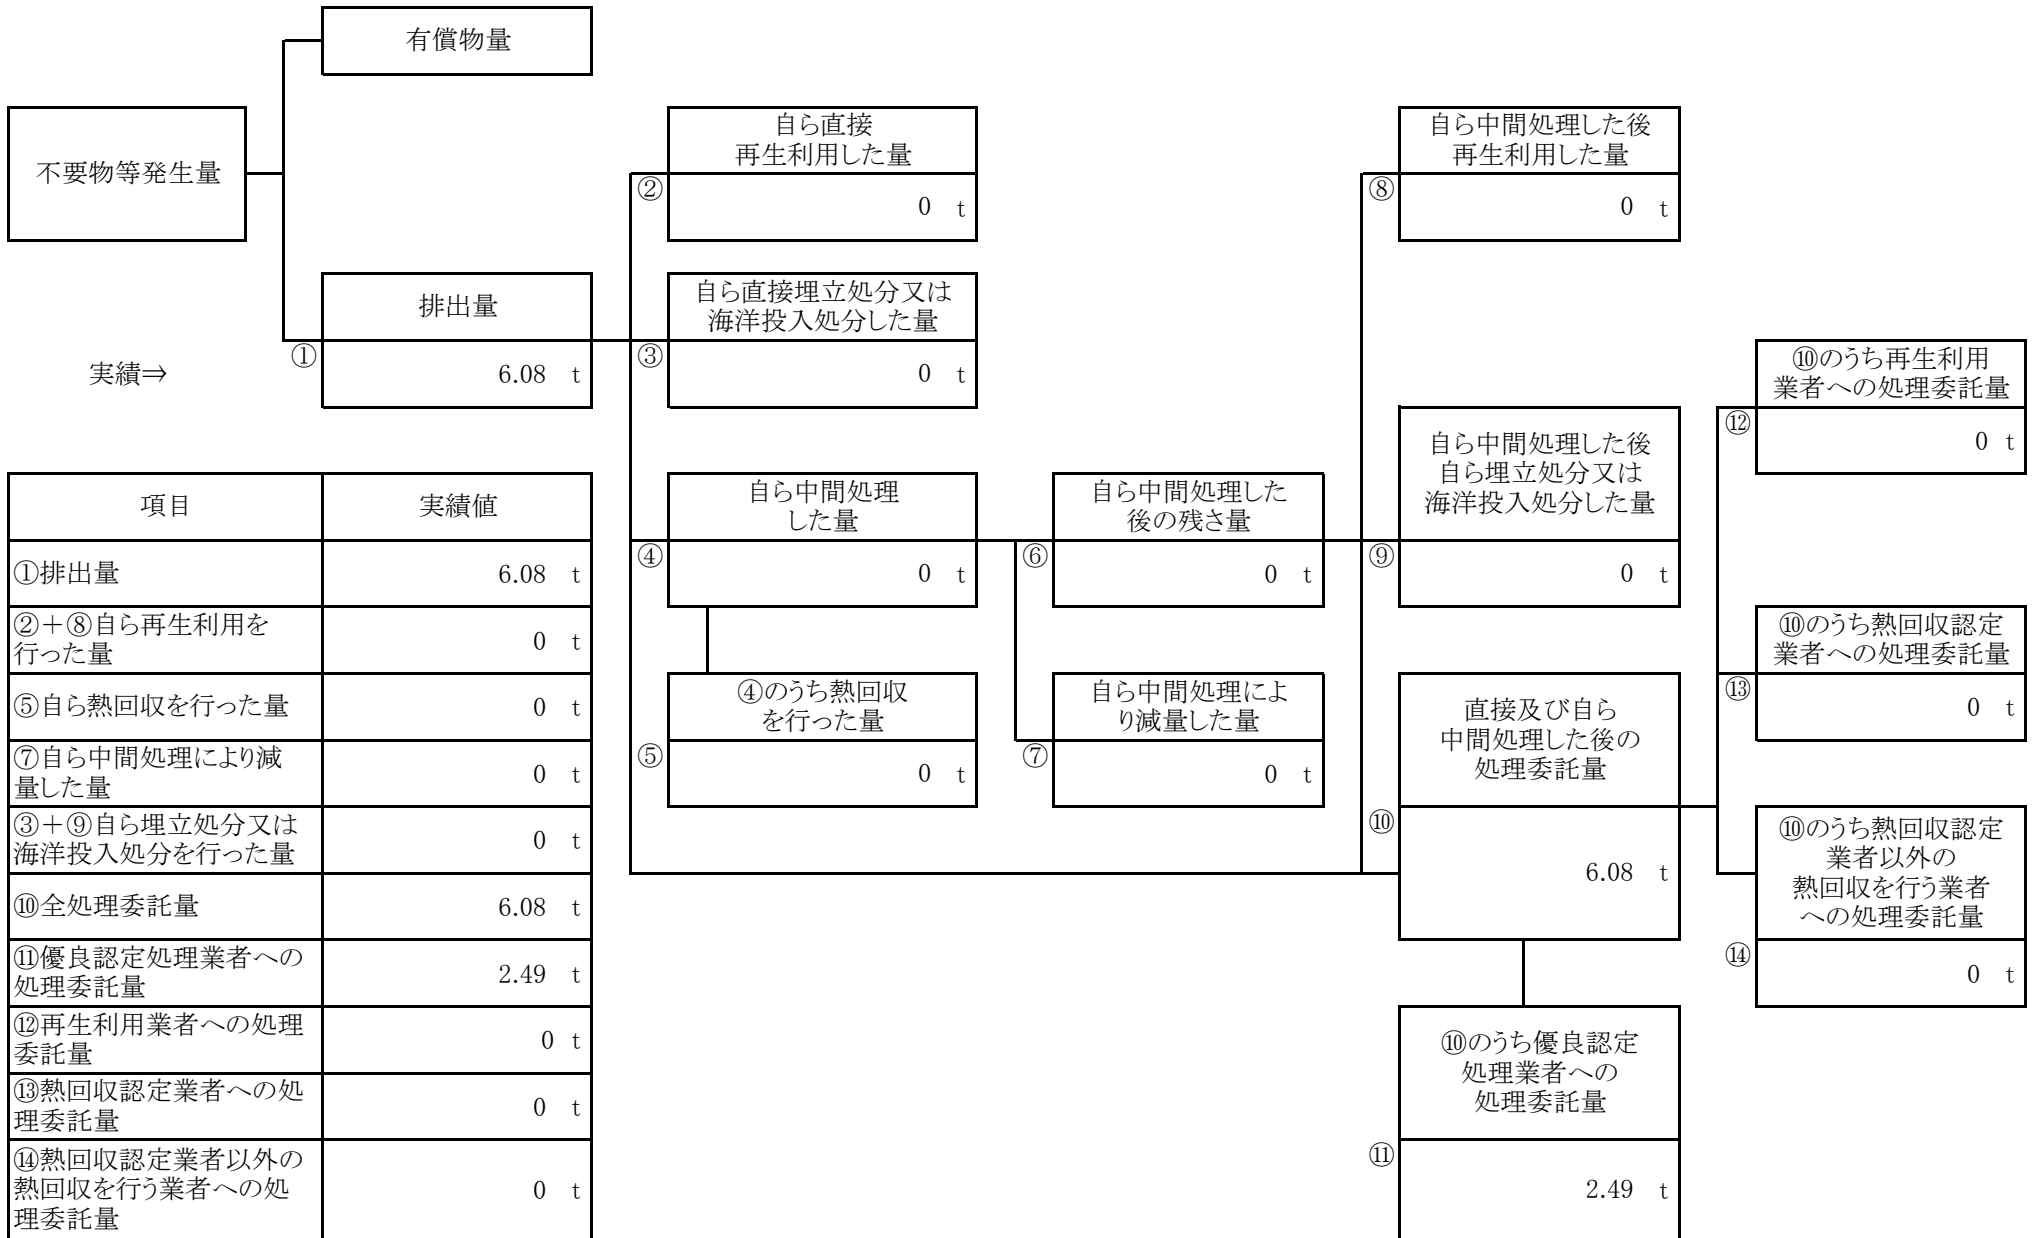 有償物量
不要物等発生量
自ら直接
再生利用した量
②
0 t
自ら中間処理した後
再生利用した量
⑧
0 t
排出量
①
6.08 t
実績⇒
自ら直接埋立処分又は
海洋投入処分した量
③
0 t
⑩のうち再生利用
業者への処理委託量
⑫
0 t
自ら中間処理した後
自ら埋立処分又は
海洋投入処分した量
⑨
0 t
自ら中間処理
した量
④
0 t
自ら中間処理した
後の残さ量
⑥
0 t
⑩のうち熱回収認定
業者への処理委託量
⑬
0 t
④のうち熱回収
を行った量
⑤
0 t
自ら中間処理によ
り減量した量
⑦
0 t
直接及び自ら
中間処理した後の
処理委託量
⑩
6.08 t
⑩のうち熱回収認定
業者以外の
熱回収を行う業者
への処理委託量
⑭
0 t
⑩のうち優良認定
処理業者への
処理委託量
⑪
2.49 t
項目 実績値
①排出量 6.08 t
②＋⑧自ら再生利用を
行った量 0 t
⑤自ら熱回収を行った量 0 t
⑦自ら中間処理により減
量した量 0 t
③＋⑨自ら埋立処分又は
海洋投入処分を行った量 0 t
⑩全処理委託量 6.08 t
⑪優良認定処理業者への
処理委託量 2.49 t
⑫再生利用業者への処理
委託量 0 t
⑬熱回収認定業者への処
理委託量 0 t
⑭熱回収認定業者以外の
熱回収を行う業者への処
理委託量 0 t